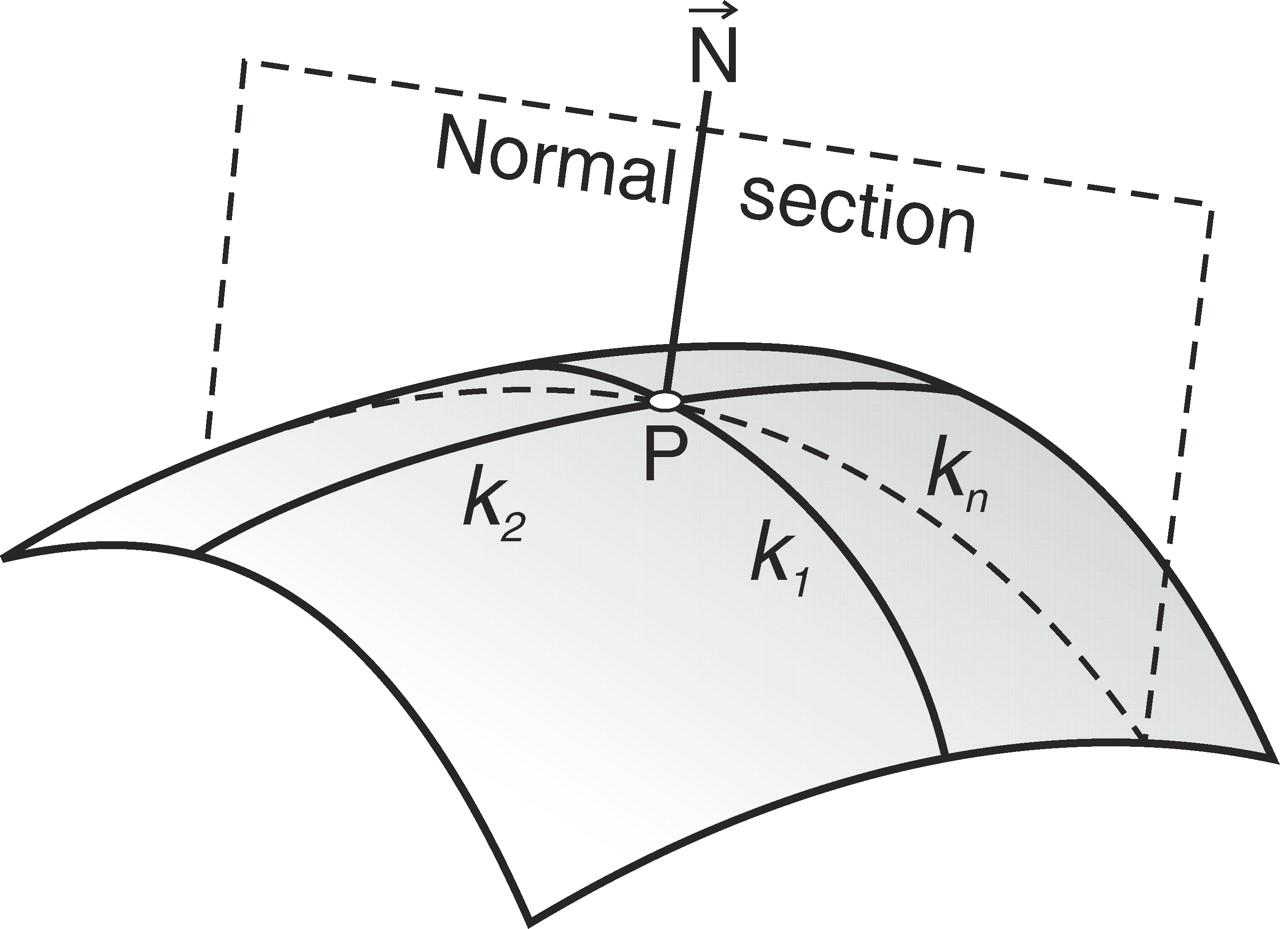 N⃗
Normal section
P
k₂
k₁
kₙ